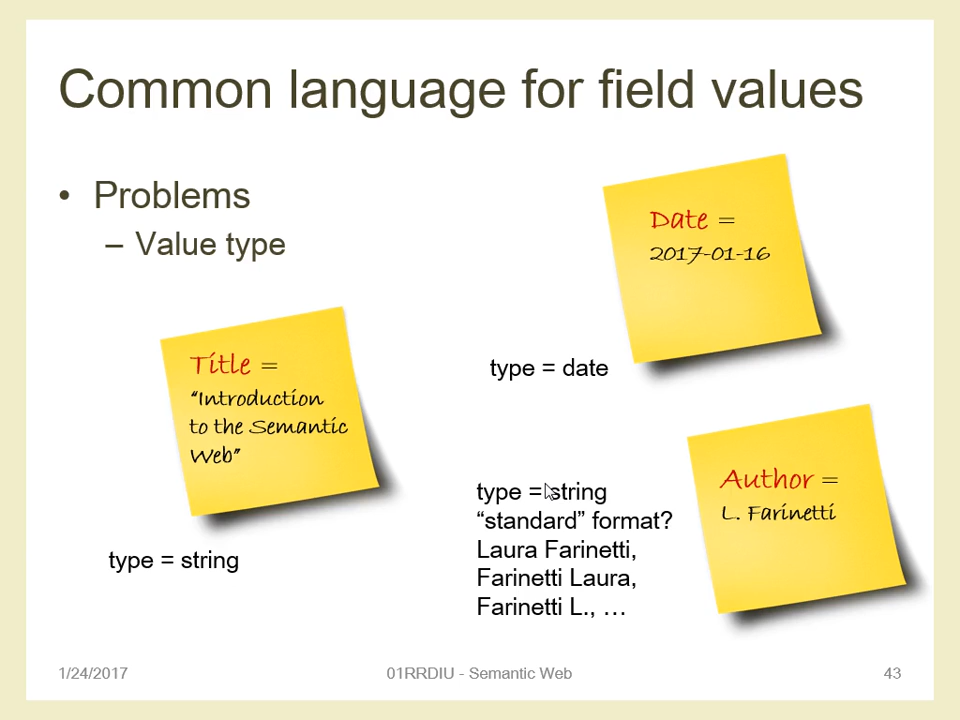 Common language for field values
• Problems
– Value type
Date =
2017-01-16
type = date
Title =
“Introduction
to the Semantic
Web”
type = string
Author =
L. Farinetti
type = string
“standard” format?
Laura Farinetti,
Farinetti Laura,
Farinetti L., …
1/24/2017
01RRDIU - Semantic Web
43